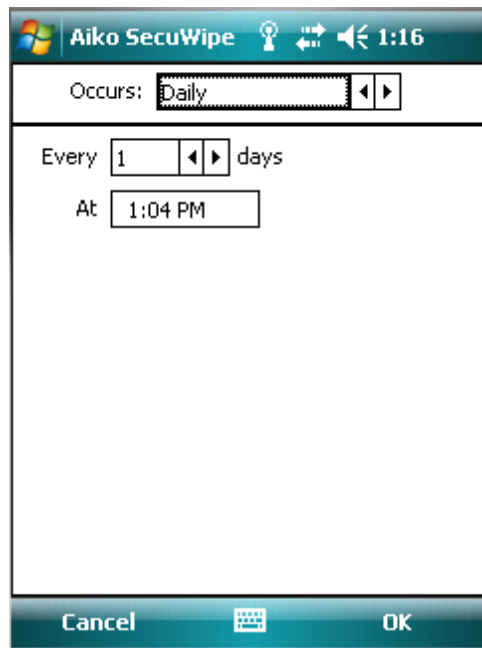 Aiko SecuWipe 1:16
Occurs: Daily
Every 1 days
At 1:04 PM
Cancel OK